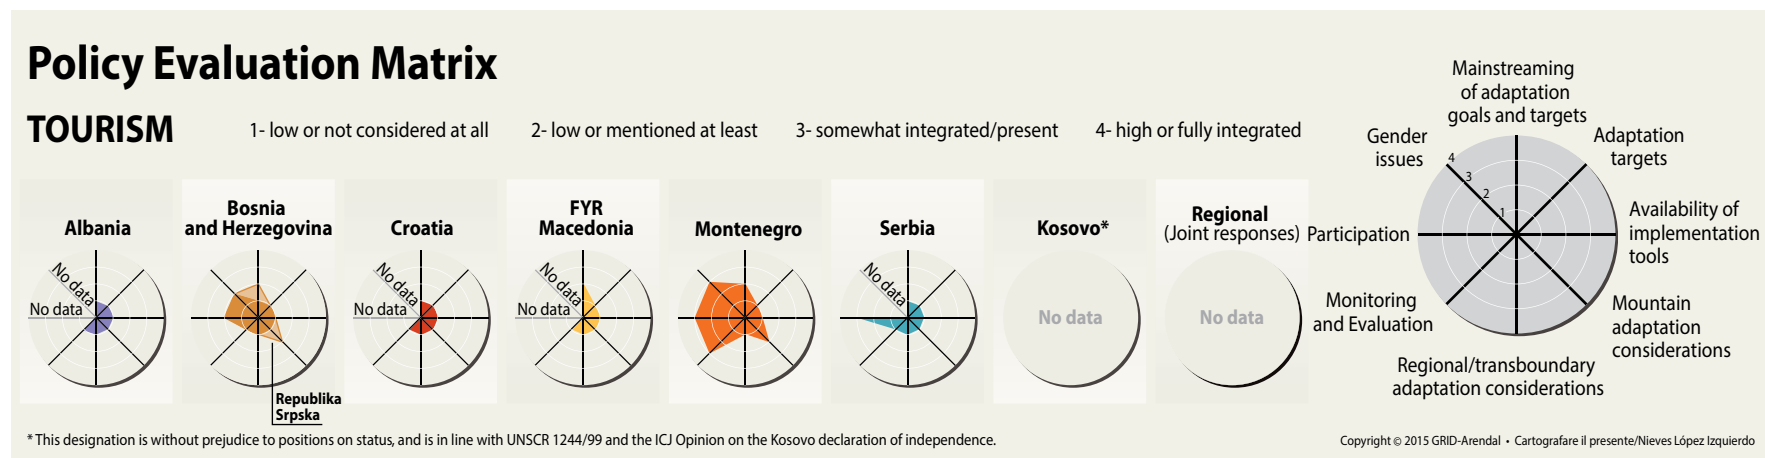 Policy Evaluation Matrix
TOURISM
1- low or not considered at all
2- low or mentioned at least
3- somewhat integrated/present
4- high or fully integrated
Albania
No data
No data
Bosnia
and Herzegovina
Republika
Srpska
Croatia
No data
No data
FYR
Macedonia
No data
No data
Montenegro
Serbia
No data
Kosovo*
No data
Regional
(Joint responses)
No data
Mainstreaming
of adaptation
goals and targets
Adaptation
targets
Availability of
implementation
tools
Mountain
adaptation
considerations
Regional/transboundary
adaptation considerations
Monitoring
and Evaluation
Participation
Gender
issues
4
3
2
1
* This designation is without prejudice to positions on status, and is in line with UNSCR 1244/99 and the ICJ Opinion on the Kosovo declaration of independence.
Copyright © 2015 GRID-Arendal • Cartografare il presente/Nieves López Izquierdo